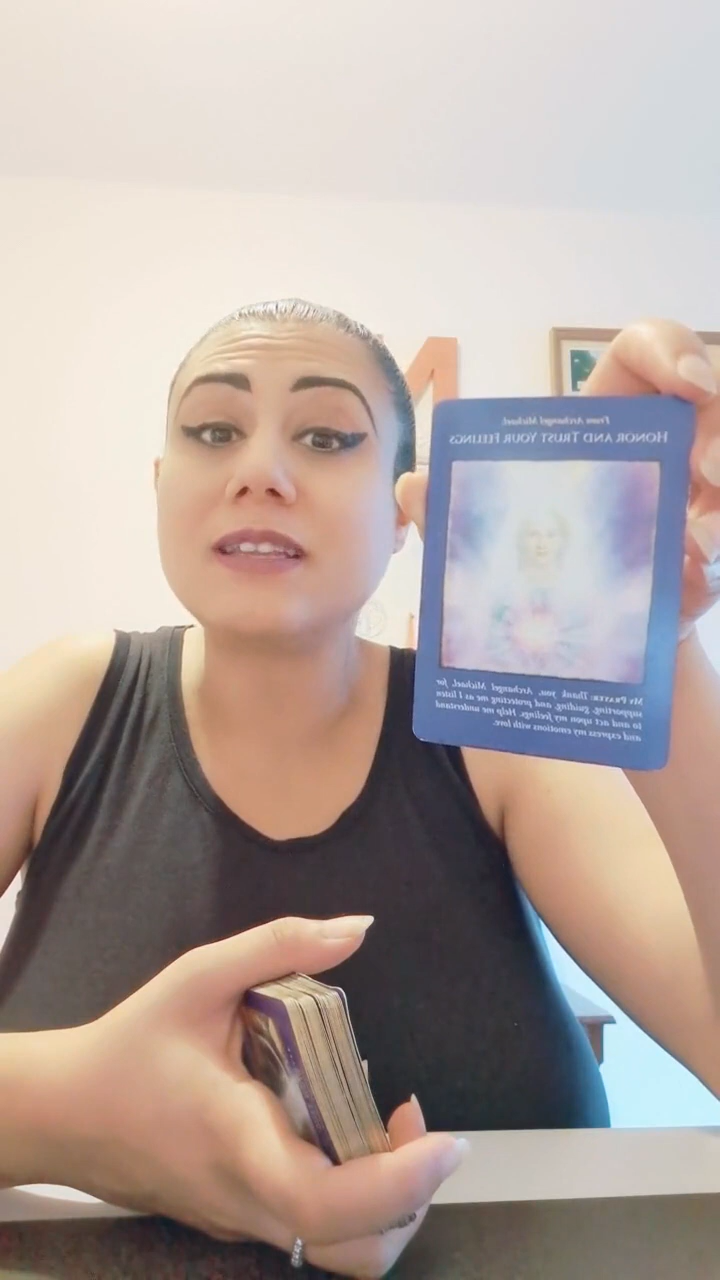 From Archangel Michael:
HONOR AND TRUST YOUR FEELINGS
MY PRAYER: Thank you, Archangel Michael, for
supporting, guiding, and protecting me as I listen
to and act upon my feelings. Help me understand
and express my emotions with love.